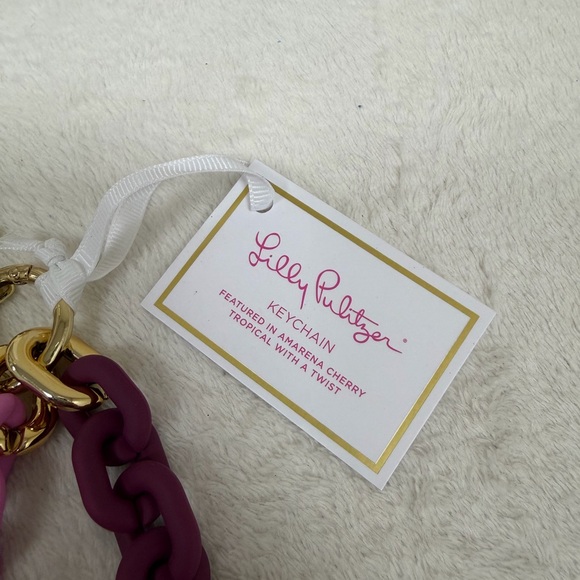 Lilly Pulitzer®
KEYCHAIN
FEATURED IN AMARENA CHERRY
TROPICAL WITH A TWIST